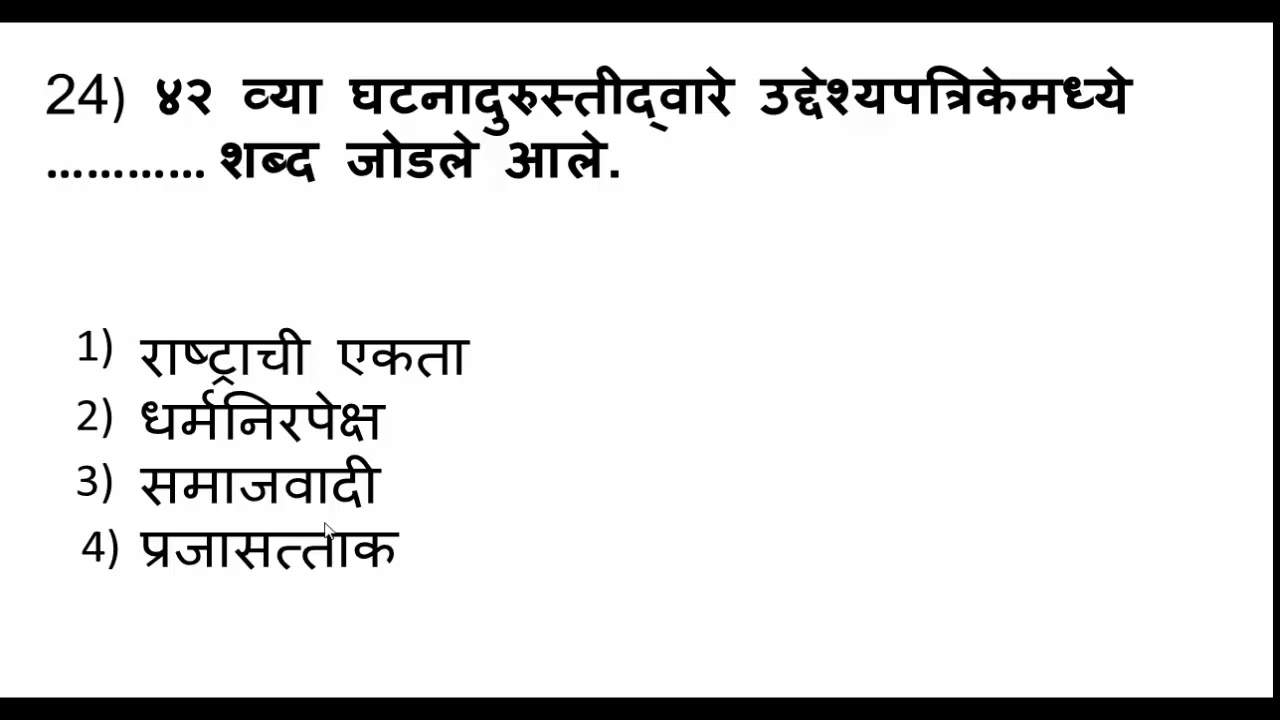 24) ४२ व्या घटनादुरुस्तीद्‌वारे उद्देश्यपत्रिकेमध्ये
............ शब्द जोडले आले.
1) राष्ट्राची एकता
2) धर्मनिरपेक्ष
3) समाजवादी
4) प्रजासत्ताक